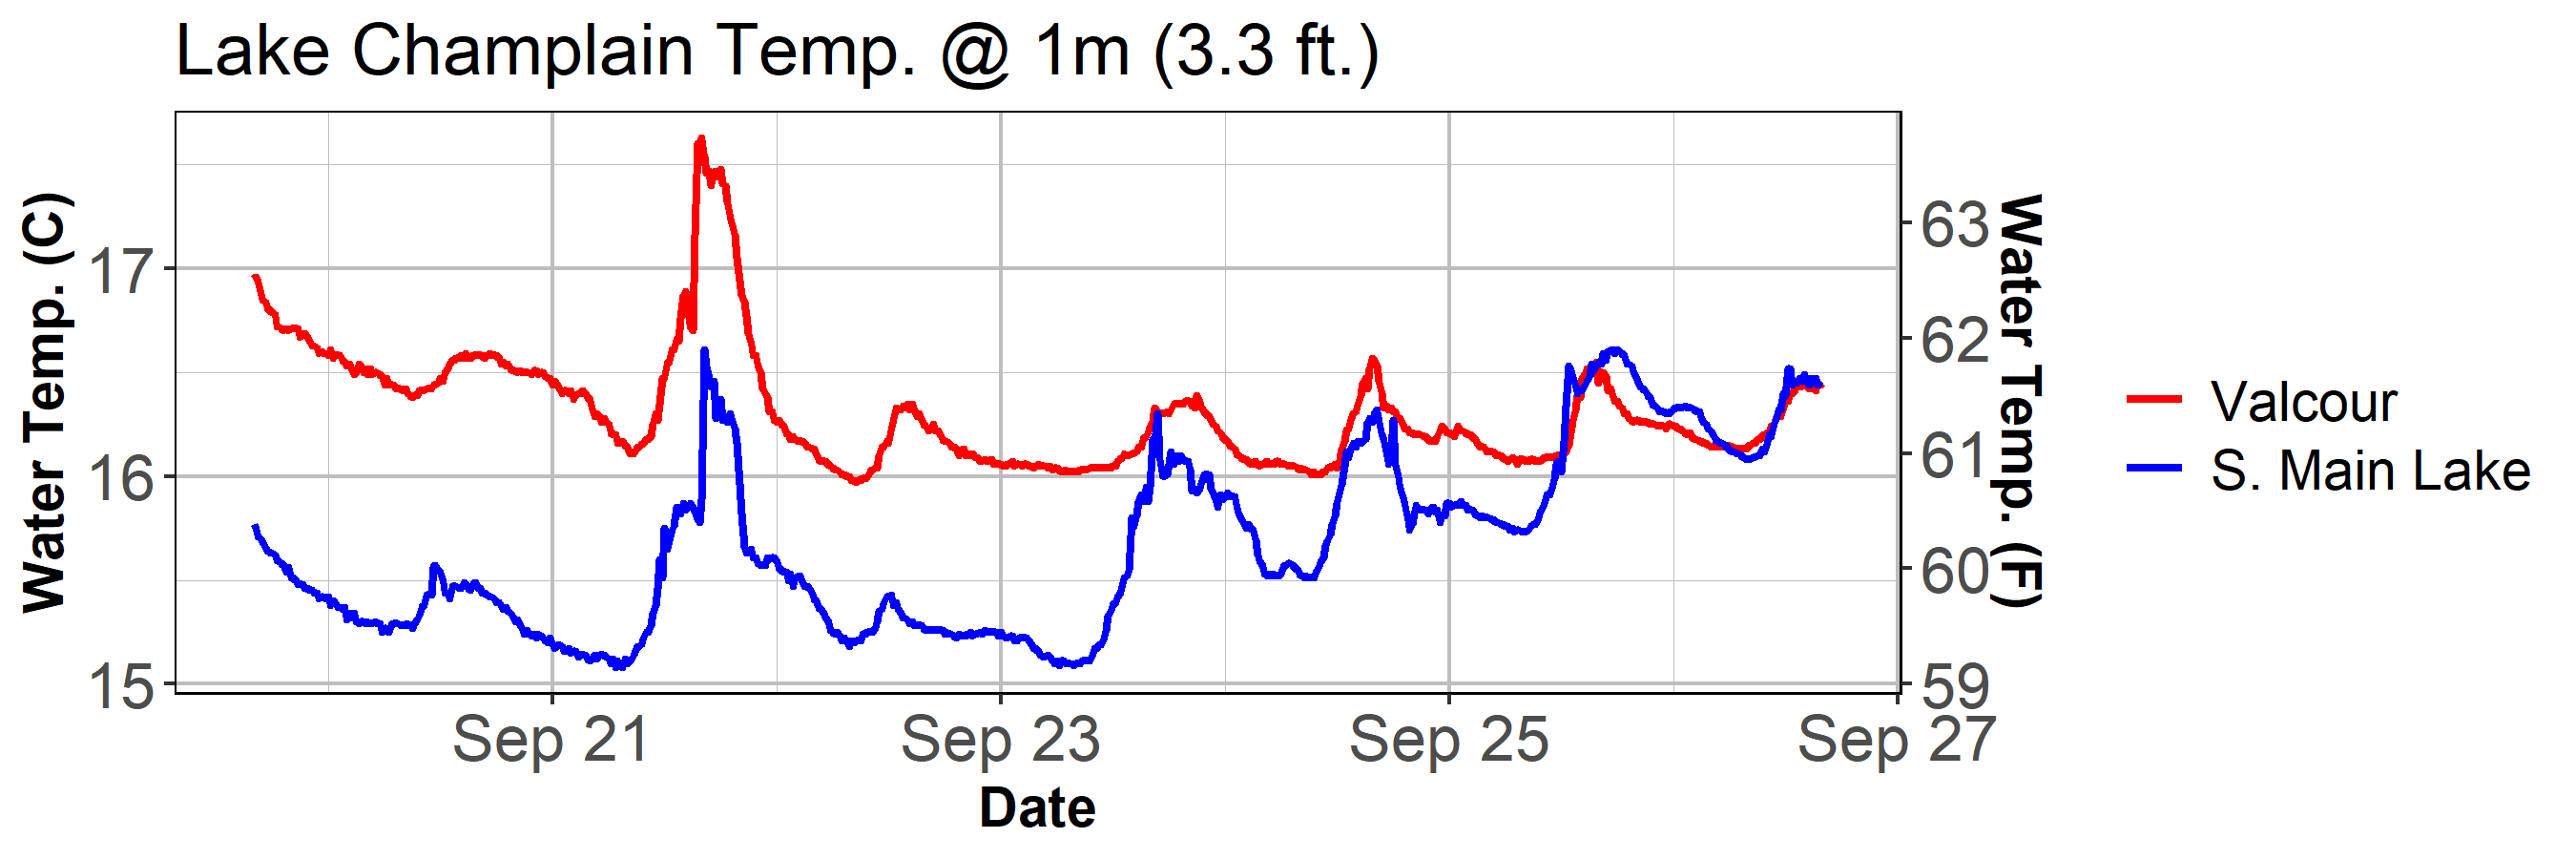 Lake Champlain Temp. @ 1m (3.3 ft.)
Water Temp. (C)
17
16
15
63
62
61
60
59
Water Temp. (F)
Sep 21
Sep 23
Sep 25
Sep 27
Date
Valcour
S. Main Lake